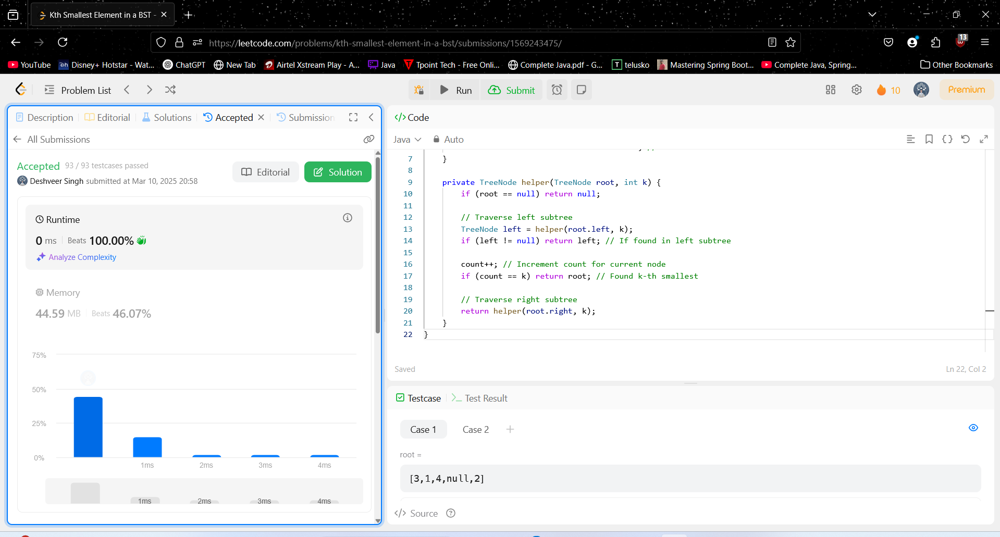 Kth Smallest Element in a BST -
https://leetcode.com/problems/kth-smallest-element-in-a-bst/submissions/1569243475/
13
YouTube Disney+ Hotstar - Wat... ChatGPT New Tab Airtel Xstream Play - A... Java Tpoint Tech - Free Onli... Complete Java.pdf - G... telusko Mastering Spring Boot... Complete Java, Spring,... Other Bookmarks
Problem List Run Submit 10 Premium
Description Editorial Solutions Accepted Submission
All Submissions
Accepted 93 / 93 testcases passed
Deshveer Singh submitted at Mar 10, 2025 20:58
Editorial Solution
Runtime
0 ms Beats 100.00%
Analyze Complexity
Memory
44.59 MB Beats 46.07%
75%
50%
25%
0%
1ms 2ms 3ms 4ms
1ms 2ms 3ms 4ms
</> Code
Java Auto
7 }
8
9 private TreeNode helper(TreeNode root, int k) {
10 if (root == null) return null;
11
12 // Traverse left subtree
13 TreeNode left = helper(root.left, k);
14 if (left != null) return left; // If found in left subtree
15
16 count++; // Increment count for current node
17 if (count == k) return root; // Found k-th smallest
18
19 // Traverse right subtree
20 return helper(root.right, k);
21 }
22 }
Saved Ln 22, Col 2
Testcase Test Result
Case 1 Case 2 +
root =
[3,1,4,null,2]
</> Source